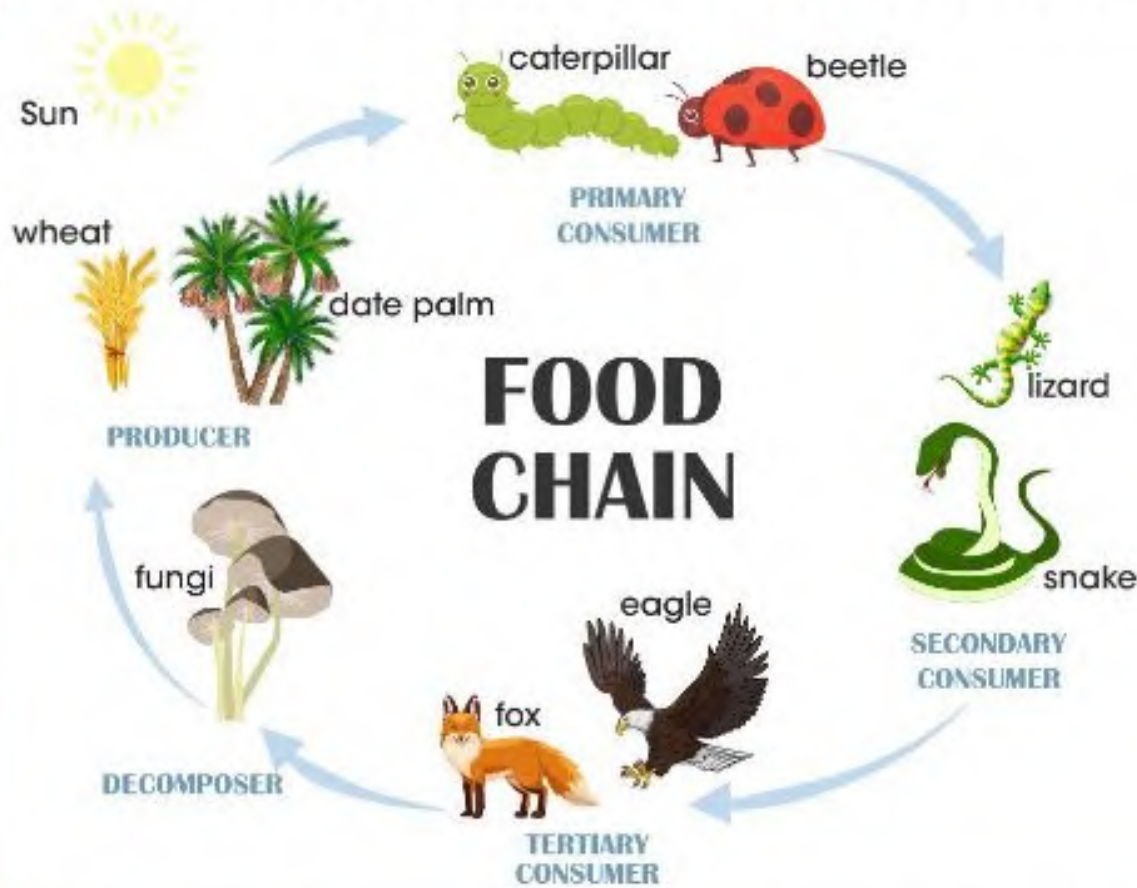 Sun
caterpillar
beetle
PRIMARY
CONSUMER
wheat
date palm
PRODUCER
FOOD
CHAIN
lizard
snake
SECONDARY
CONSUMER
fungi
eagle
fox
DECOMPOSER
TERTIARY
CONSUMER